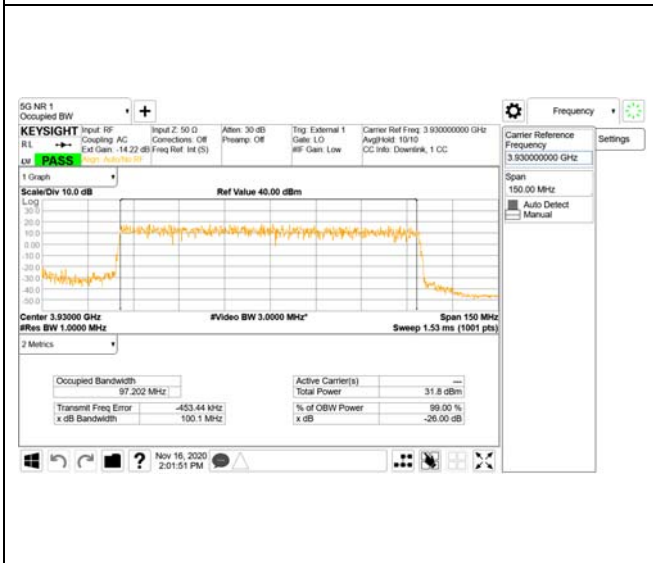 5G NR 1
Occupied BW
+
Frequency
KEYSIGHT
RL
LXI
PASS
Input: RF
Coupling: AC
Ext Gain: -14.22 dB
Align: Auto/No RF
Input Z: 50 Ω
Corrections: Off
Freq Ref: Int (S)
Atten: 30 dB
Preamp: Off
Trig: External 1
Gate: LO
#IF Gain: Low
Carrier Ref Freq: 3.930000000 GHz
Avg|Hold: 10/10
CC Info: Downlink, 1 CC
Carrier Reference
Frequency
3.930000000 GHz
Settings
Span
150.00 MHz
Auto Detect
Manual
1 Graph
Scale/Div 10.0 dB
Ref Value 40.00 dBm
Log
30.0
20.0
10.0
0.00
-10.0
-20.0
-30.0
-40.0
-50.0
Center 3.93000 GHz
#Video BW 3.0000 MHz*
Span 150 MHz
#Res BW 1.0000 MHz
Sweep 1.53 ms (1001 pts)
2 Metrics
Occupied Bandwidth
97.202 MHz
Active Carrier(s)
---
Total Power
31.8 dBm
Transmit Freq Error
-453.44 kHz
% of OBW Power
99.00 %
x dB Bandwidth
100.1 MHz
x dB
-26.00 dB
?
Nov 16, 2020
2:01:51 PM